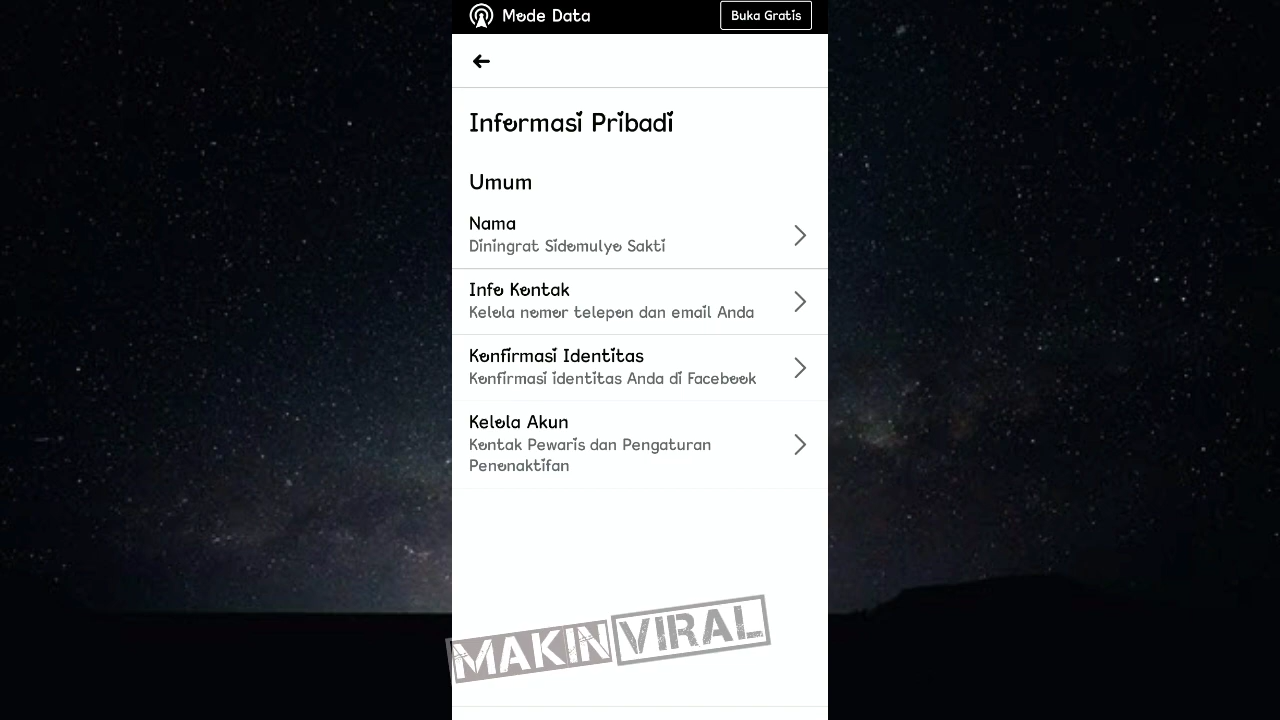 Mode Data
Buka Gratis
Informasi Pribadi
Umum
Nama
Diningrat Sidomulyo Sakti
Info Kontak
Kelola nomor telepon dan email Anda
Konfirmasi Identitas
Konfirmasi identitas Anda di Facebook
Kelola Akun
Kontak Pewaris dan Pengaturan
Penonaktifan
MAKIN VIRAL